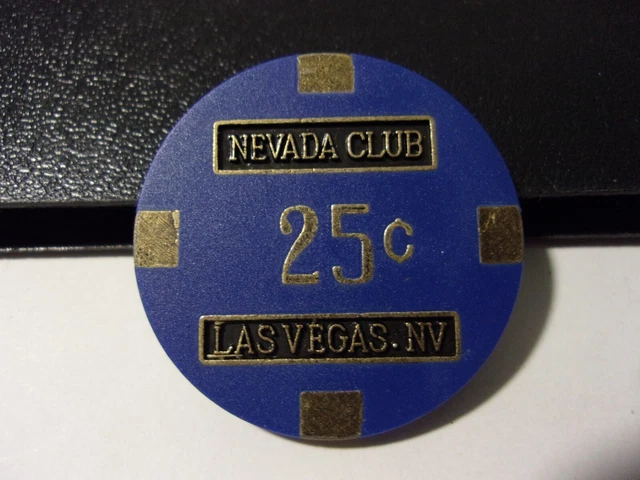 NEVADA CLUB
25¢
LAS VEGAS. NV